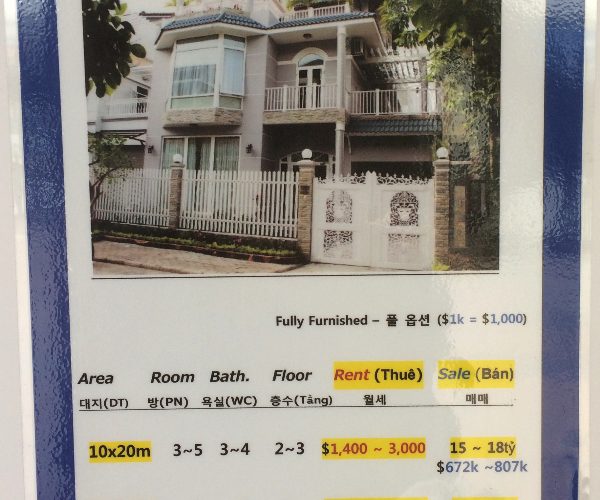 Fully Furnished – 풀 옵션 ($1k = $1,000)
Area Room Bath. Floor Rent (Thuê) Sale (Bán)
대지(DT) 방(PN) 욕실(WC) 층수(Tầng) 월세 매매
10x20m 3~5 3~4 2~3 $1,400 ~ 3,000 15 ~ 18tỷ
$672k ~807k